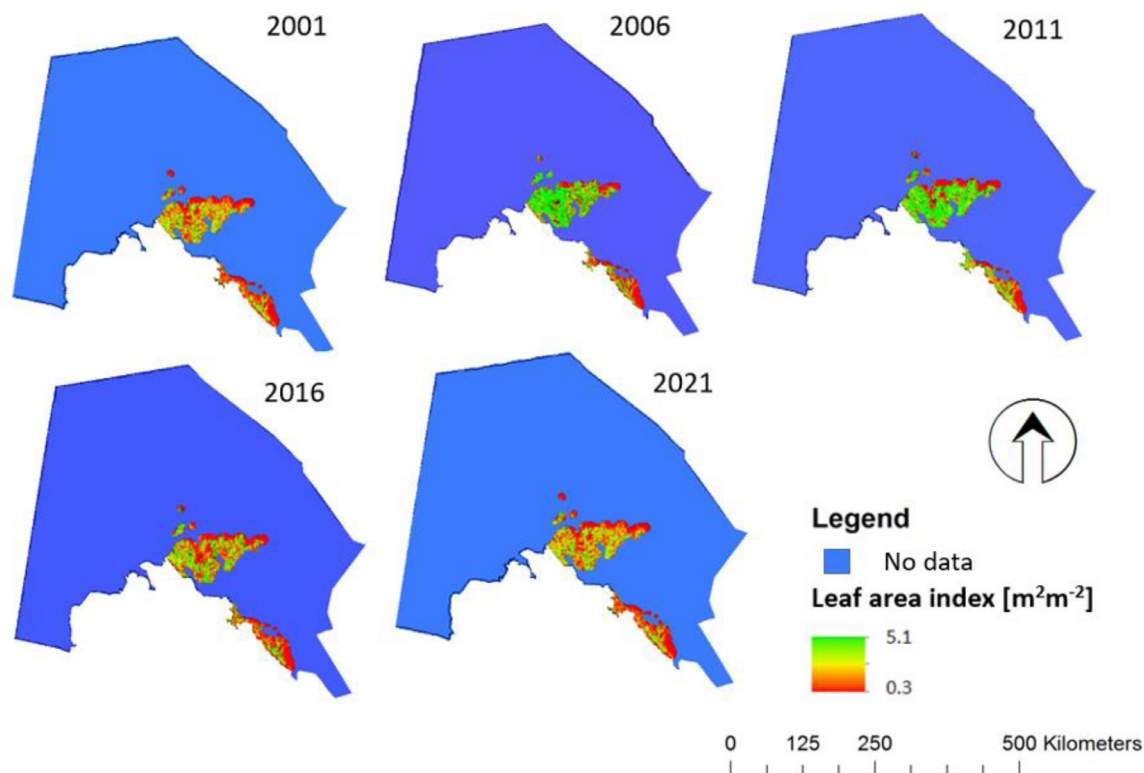 2001
2006
2011
2016
2021
Legend
No data
Leaf area index [m²m⁻²]
5.1
0.3
0 125 250 500 Kilometers